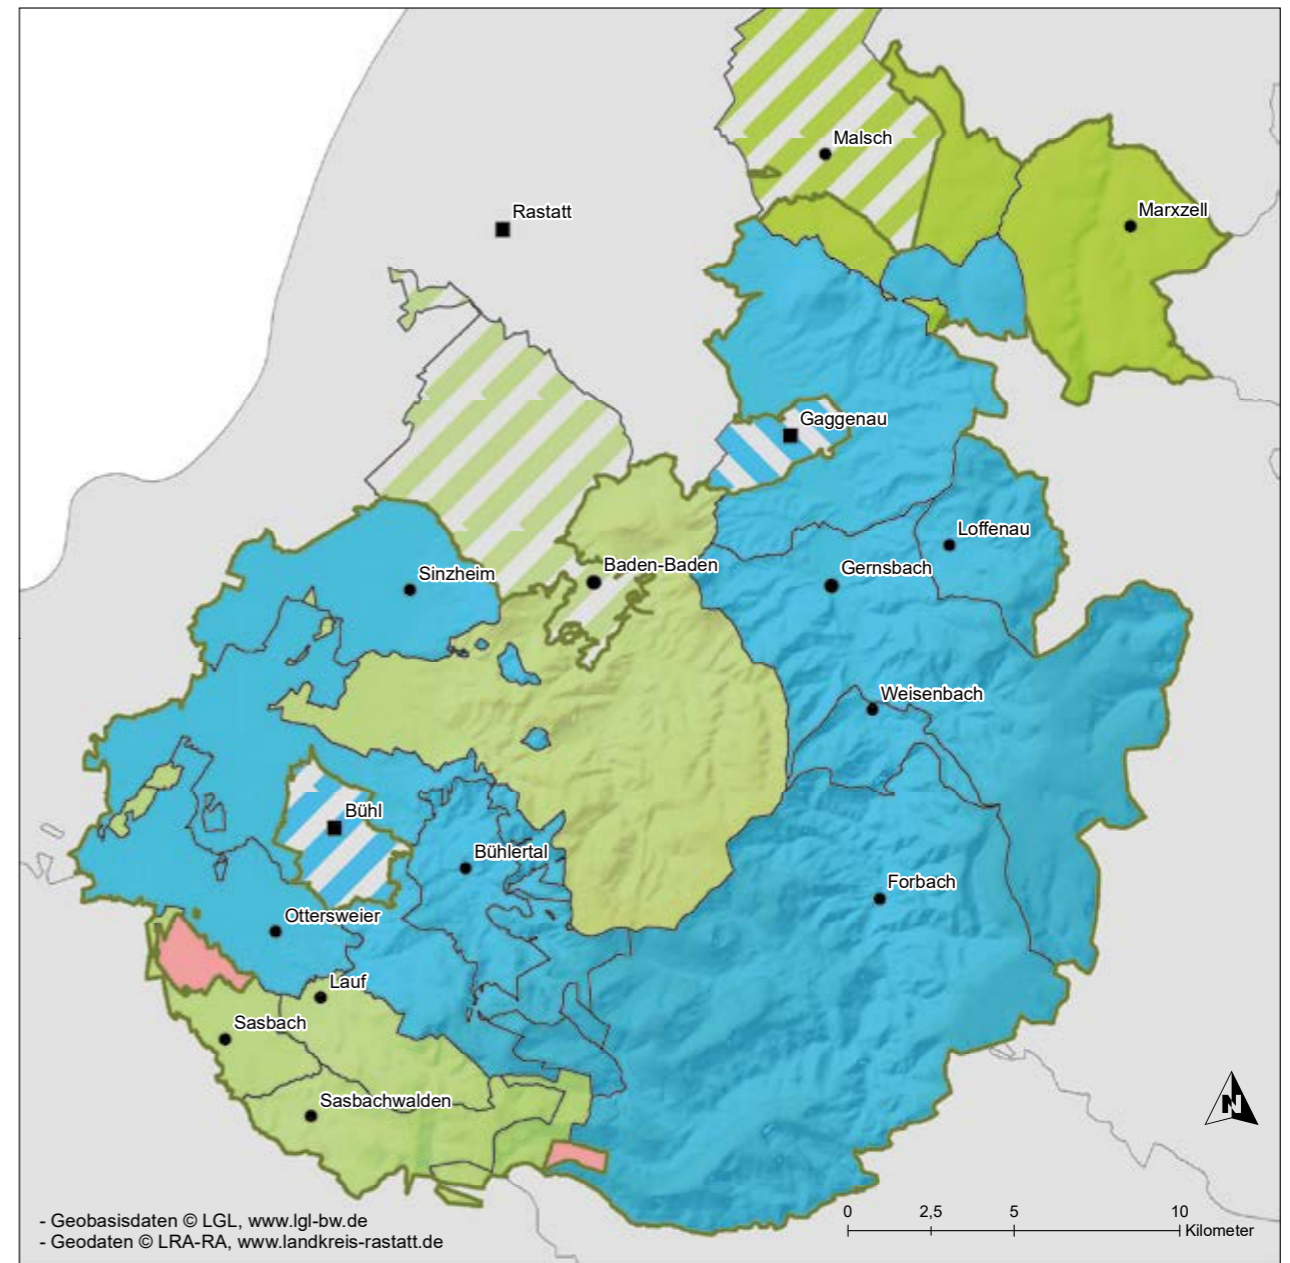 Malsch
Marxzell
Rastatt
Gaggenau
Loffenau
Baden-Baden
Gernsbach
Sinzheim
Weisenbach
Bühl
Bühlertal
Forbach
Ottersweier
Lauf
Sasbach
Sasbachwalden
N
0 2,5 5 10
Kilometer
- Geobasisdaten © LGL, www.lgl-bw.de
- Geodaten © LRA-RA, www.landkreis-rastatt.de